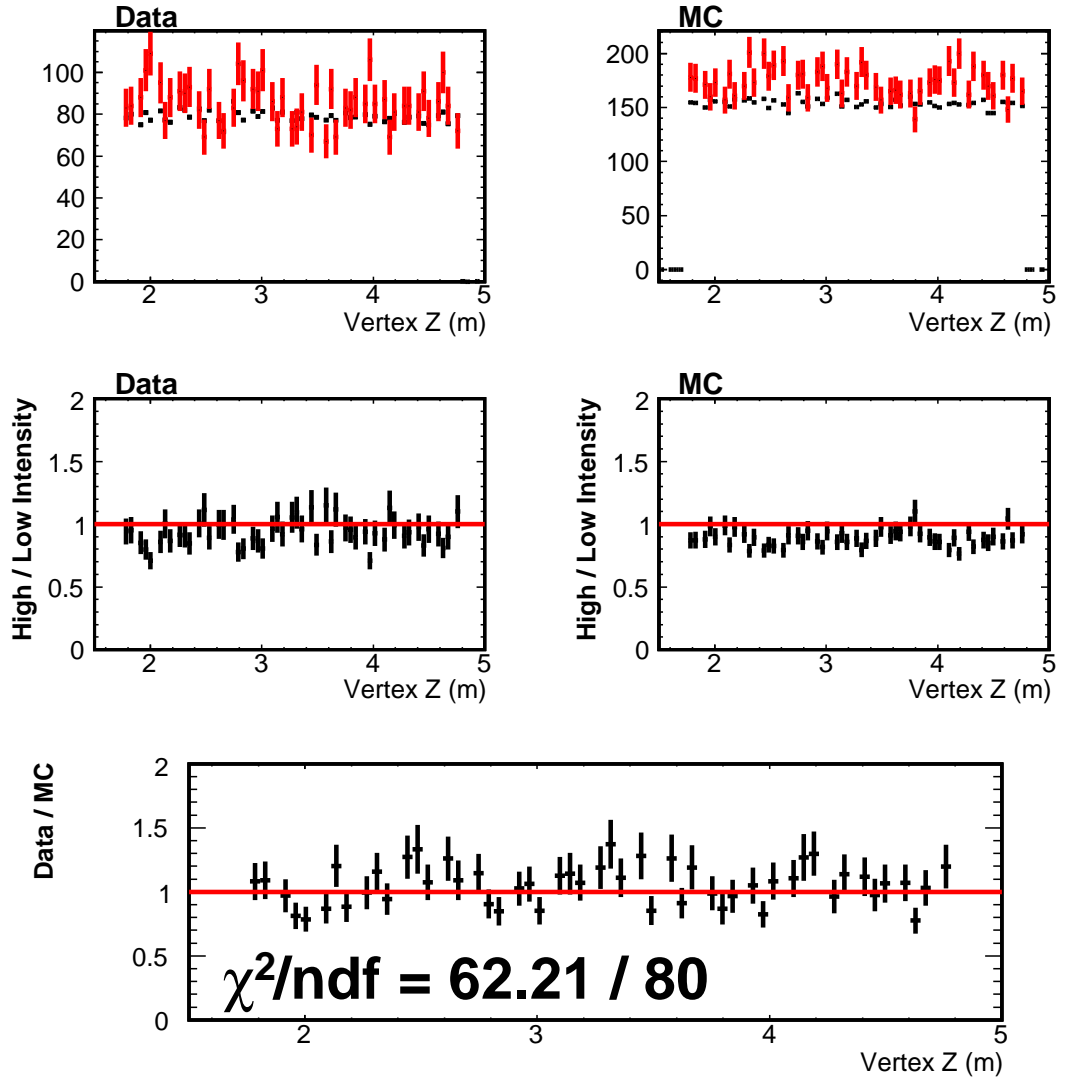 Data
100
80
60
40
20
0
2 3 4 5
Vertex Z (m)
MC
200
150
100
50
0
2 3 4 5
Vertex Z (m)
Data
High / Low Intensity
2
1.5
1
0.5
0
2 3 4 5
Vertex Z (m)
MC
High / Low Intensity
2
1.5
1
0.5
0
2 3 4 5
Vertex Z (m)
Data / MC
2
1.5
1
0.5
0
χ²/ndf = 62.21 / 80
2 3 4 5
Vertex Z (m)